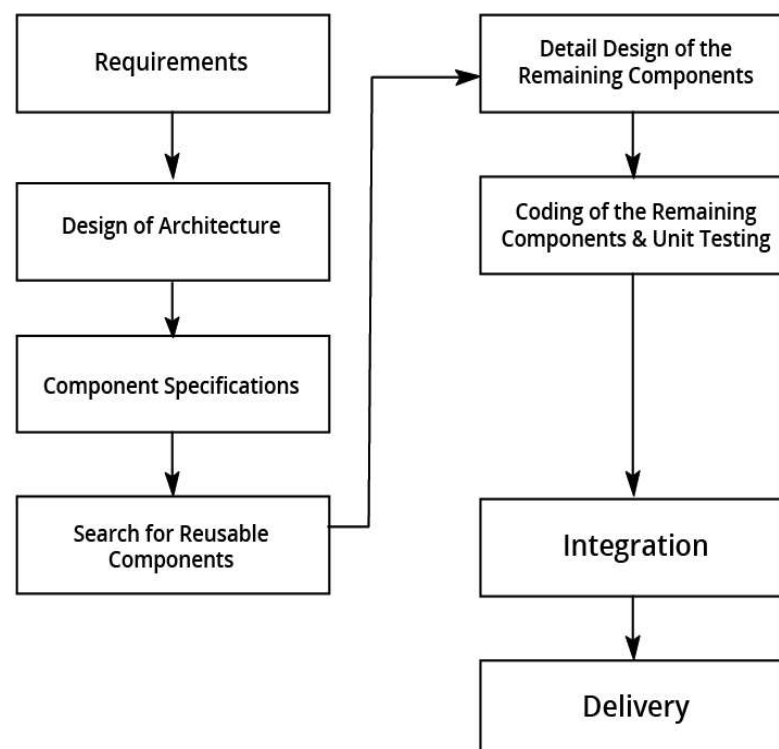 Requirements
Design of Architecture
Component Specifications
Search for Reusable
Components
Detail Design of the
Remaining Components
Coding of the Remaining
Components & Unit Testing
Integration
Delivery